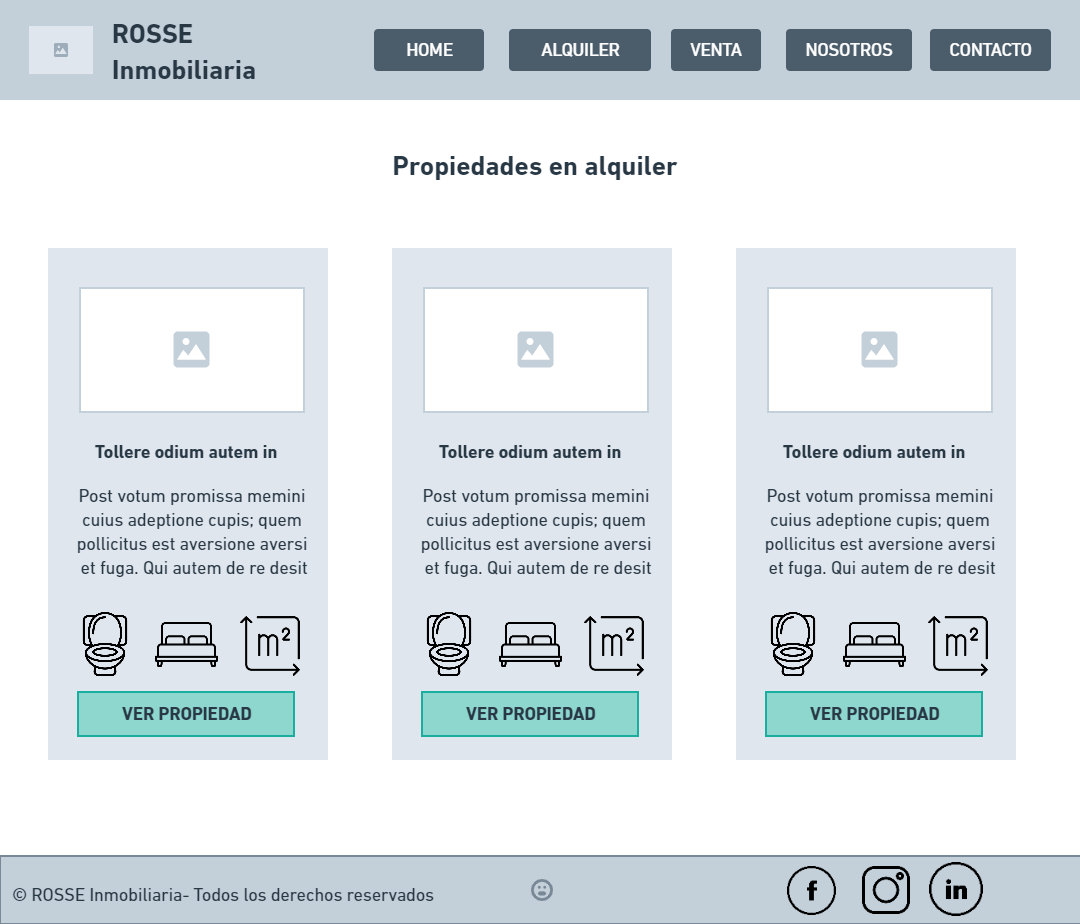 ROSSE
Inmobiliaria
HOME
ALQUILER
VENTA
NOSOTROS
CONTACTO
Propiedades en alquiler
Tollere odium autem in
Post votum promissa memini
cuius adeptione cupis; quem
pollicitus est aversione aversi
et fuga. Qui autem de re desit
m²
VER PROPIEDAD
Tollere odium autem in
Post votum promissa memini
cuius adeptione cupis; quem
pollicitus est aversione aversi
et fuga. Qui autem de re desit
m²
VER PROPIEDAD
Tollere odium autem in
Post votum promissa memini
cuius adeptione cupis; quem
pollicitus est aversione aversi
et fuga. Qui autem de re desit
m²
VER PROPIEDAD
© ROSSE Inmobiliaria- Todos los derechos reservados
f
in